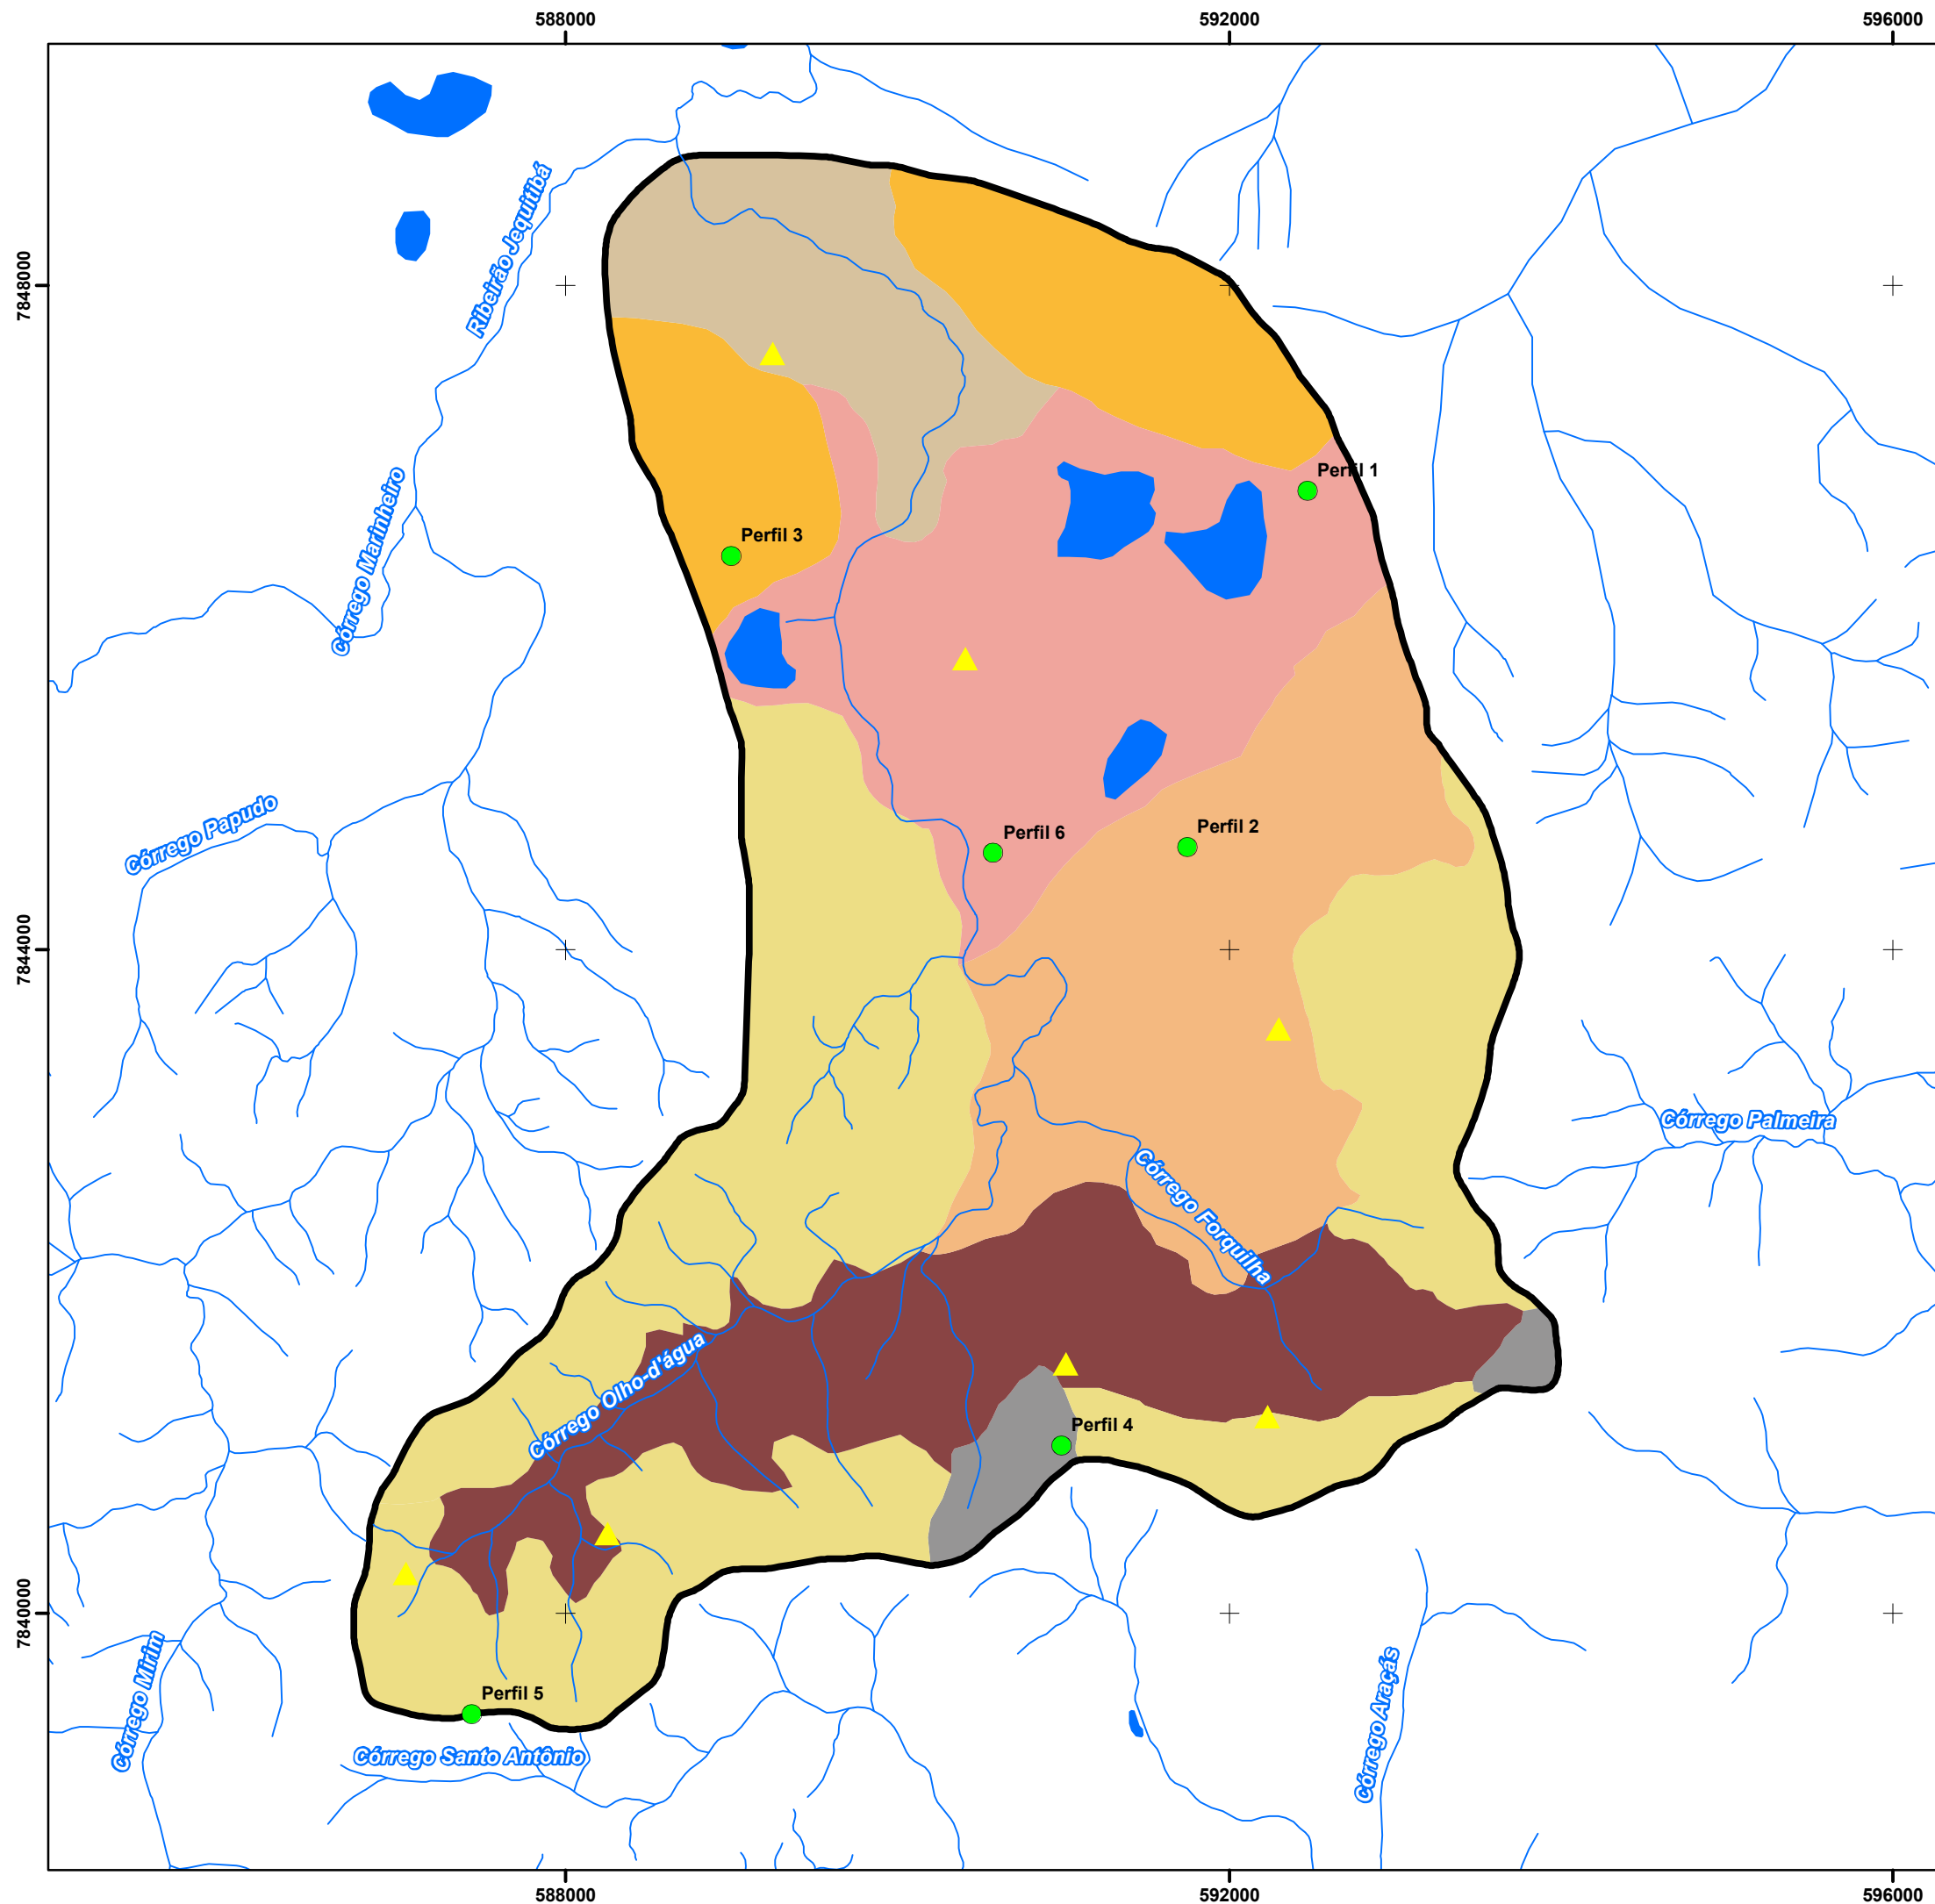 588000
592000
596000
Ribeirão Jequitibá
7848000
Perfil 1
Córrego Marinheiro
Perfil 3
Córrego Papudo
Perfil 6
Perfil 2
7844000
Córrego Palmeira
Córrego Forquilha
Córrego Olho-d'água
Perfil 4
7840000
Córrego Mirim
Perfil 5
Córrego Araçás
Córrego Santo Antônio
588000
592000
596000